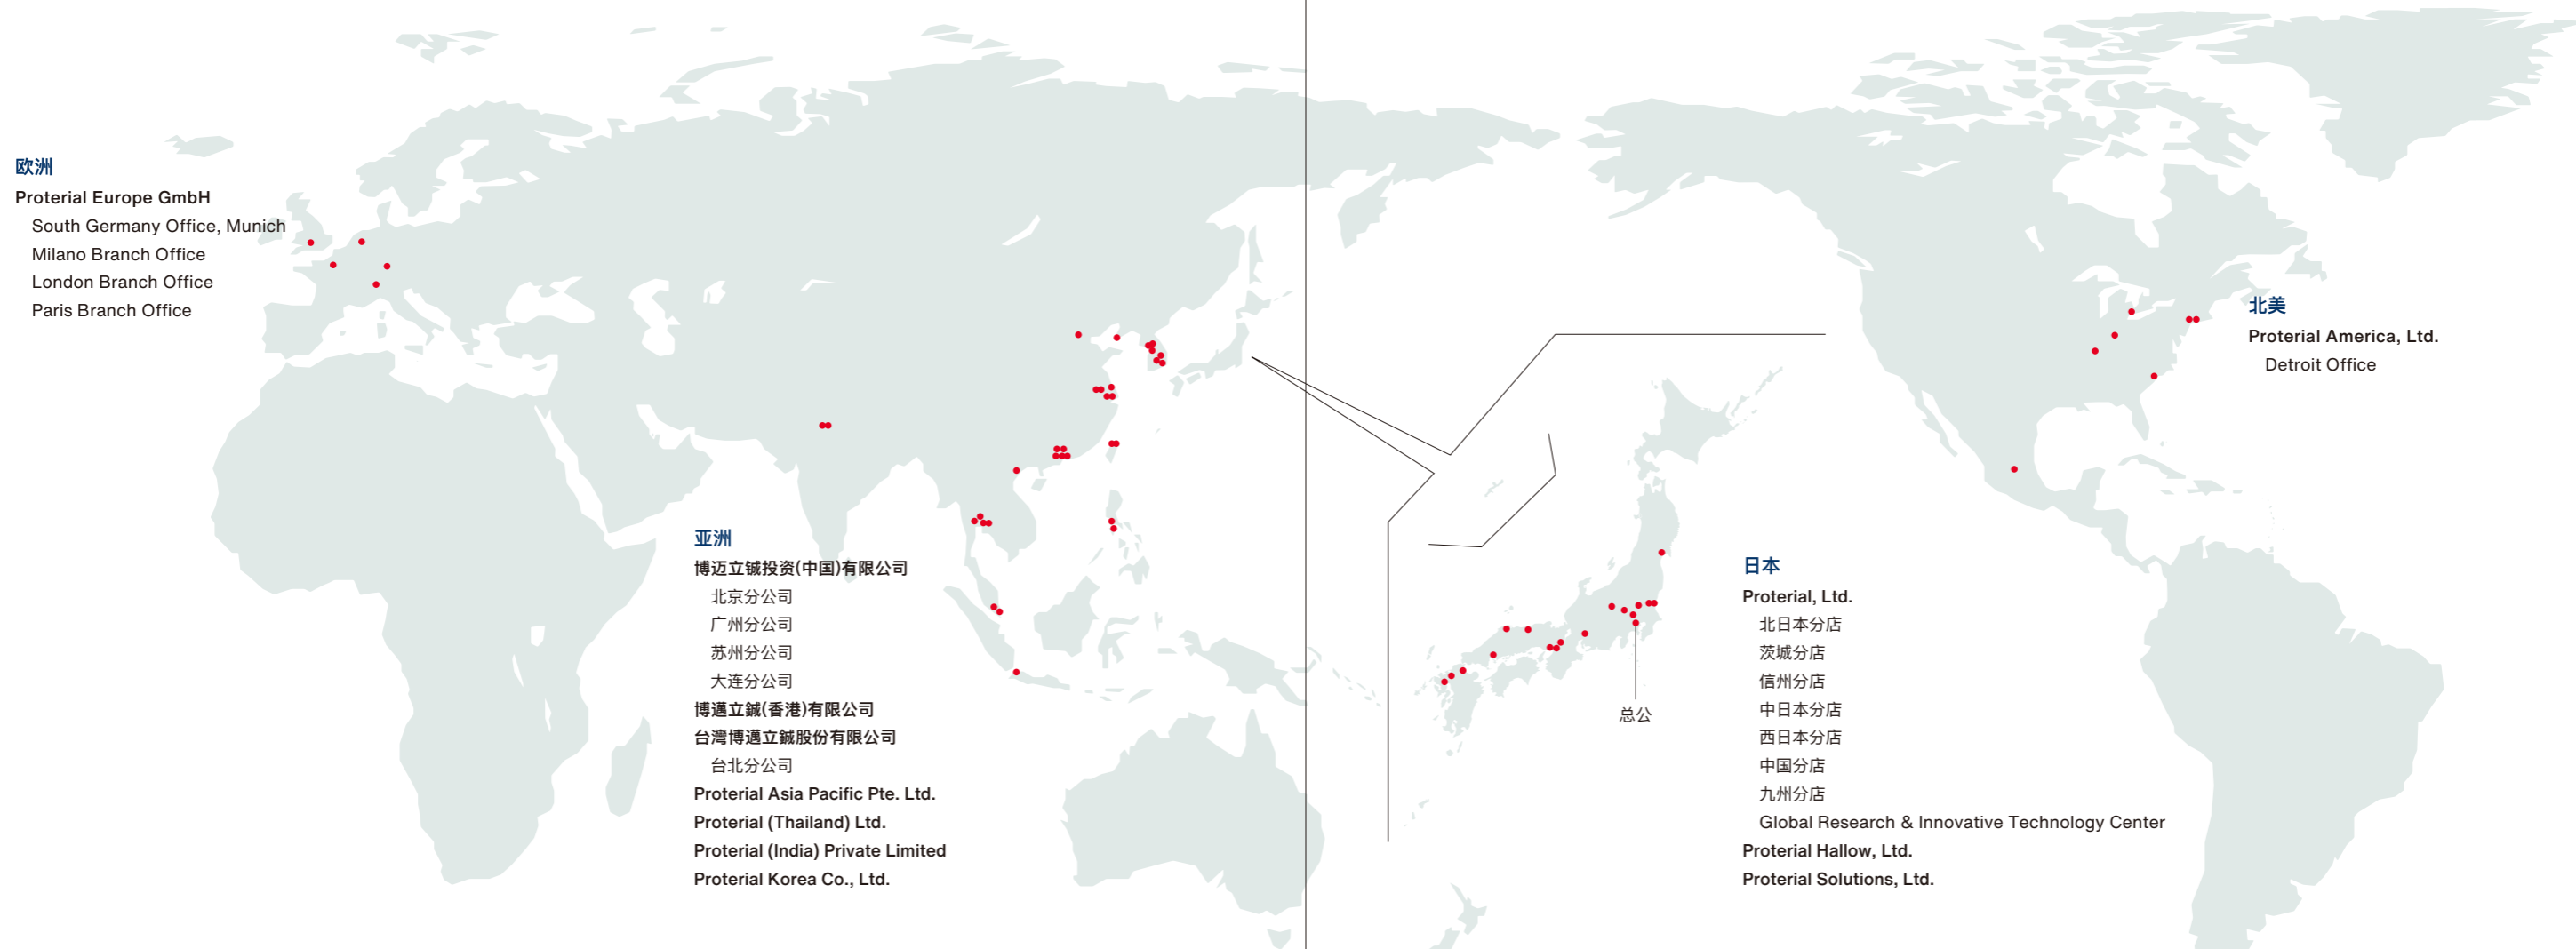 欧洲
Proterial Europe GmbH
South Germany Office, Munich
Milano Branch Office
London Branch Office
Paris Branch Office
亚洲
博迈立铖投资(中国)有限公司
北京分公司
广州分公司
苏州分公司
大连分公司
博邁立鋮(香港)有限公司
台灣博邁立鋮股份有限公司
台北分公司
Proterial Asia Pacific Pte. Ltd.
Proterial (Thailand) Ltd.
Proterial (India) Private Limited
Proterial Korea Co., Ltd.
总公
日本
Proterial, Ltd.
北日本分店
茨城分店
信州分店
中日本分店
西日本分店
中国分店
九州分店
Global Research & Innovative Technology Center
Proterial Hallow, Ltd.
Proterial Solutions, Ltd.
北美
Proterial America, Ltd.
Detroit Office